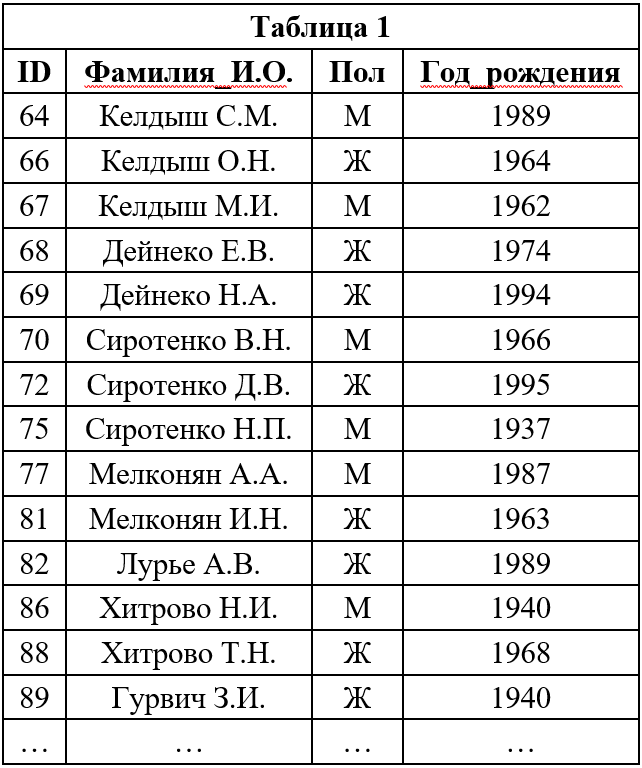 Таблица 1
ID Фамилия_И.О. Пол Год_рождения
64 Келдыш С.М. М 1989
66 Келдыш О.Н. Ж 1964
67 Келдыш М.И. М 1962
68 Дейнеко Е.В. Ж 1974
69 Дейнеко Н.А. Ж 1994
70 Сиротенко В.Н. М 1966
72 Сиротенко Д.В. Ж 1995
75 Сиротенко Н.П. М 1937
77 Мелконян А.А. М 1987
81 Мелконян И.Н. Ж 1963
82 Лурье А.В. Ж 1989
86 Хитрово Н.И. М 1940
88 Хитрово Т.Н. Ж 1968
89 Гурвич З.И. Ж 1940
… … … …